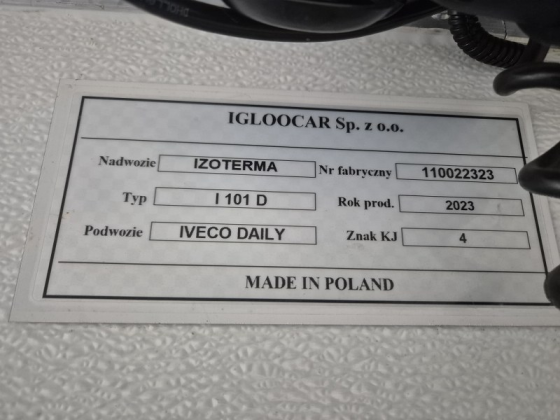 IGLOOCAR Sp. z o.o.
Nadwozie IZOTERMA Nr fabryczny 110022323
Typ I 101 D Rok prod. 2023
Podwozie IVECO DAILY Znak KJ 4
MADE IN POLAND